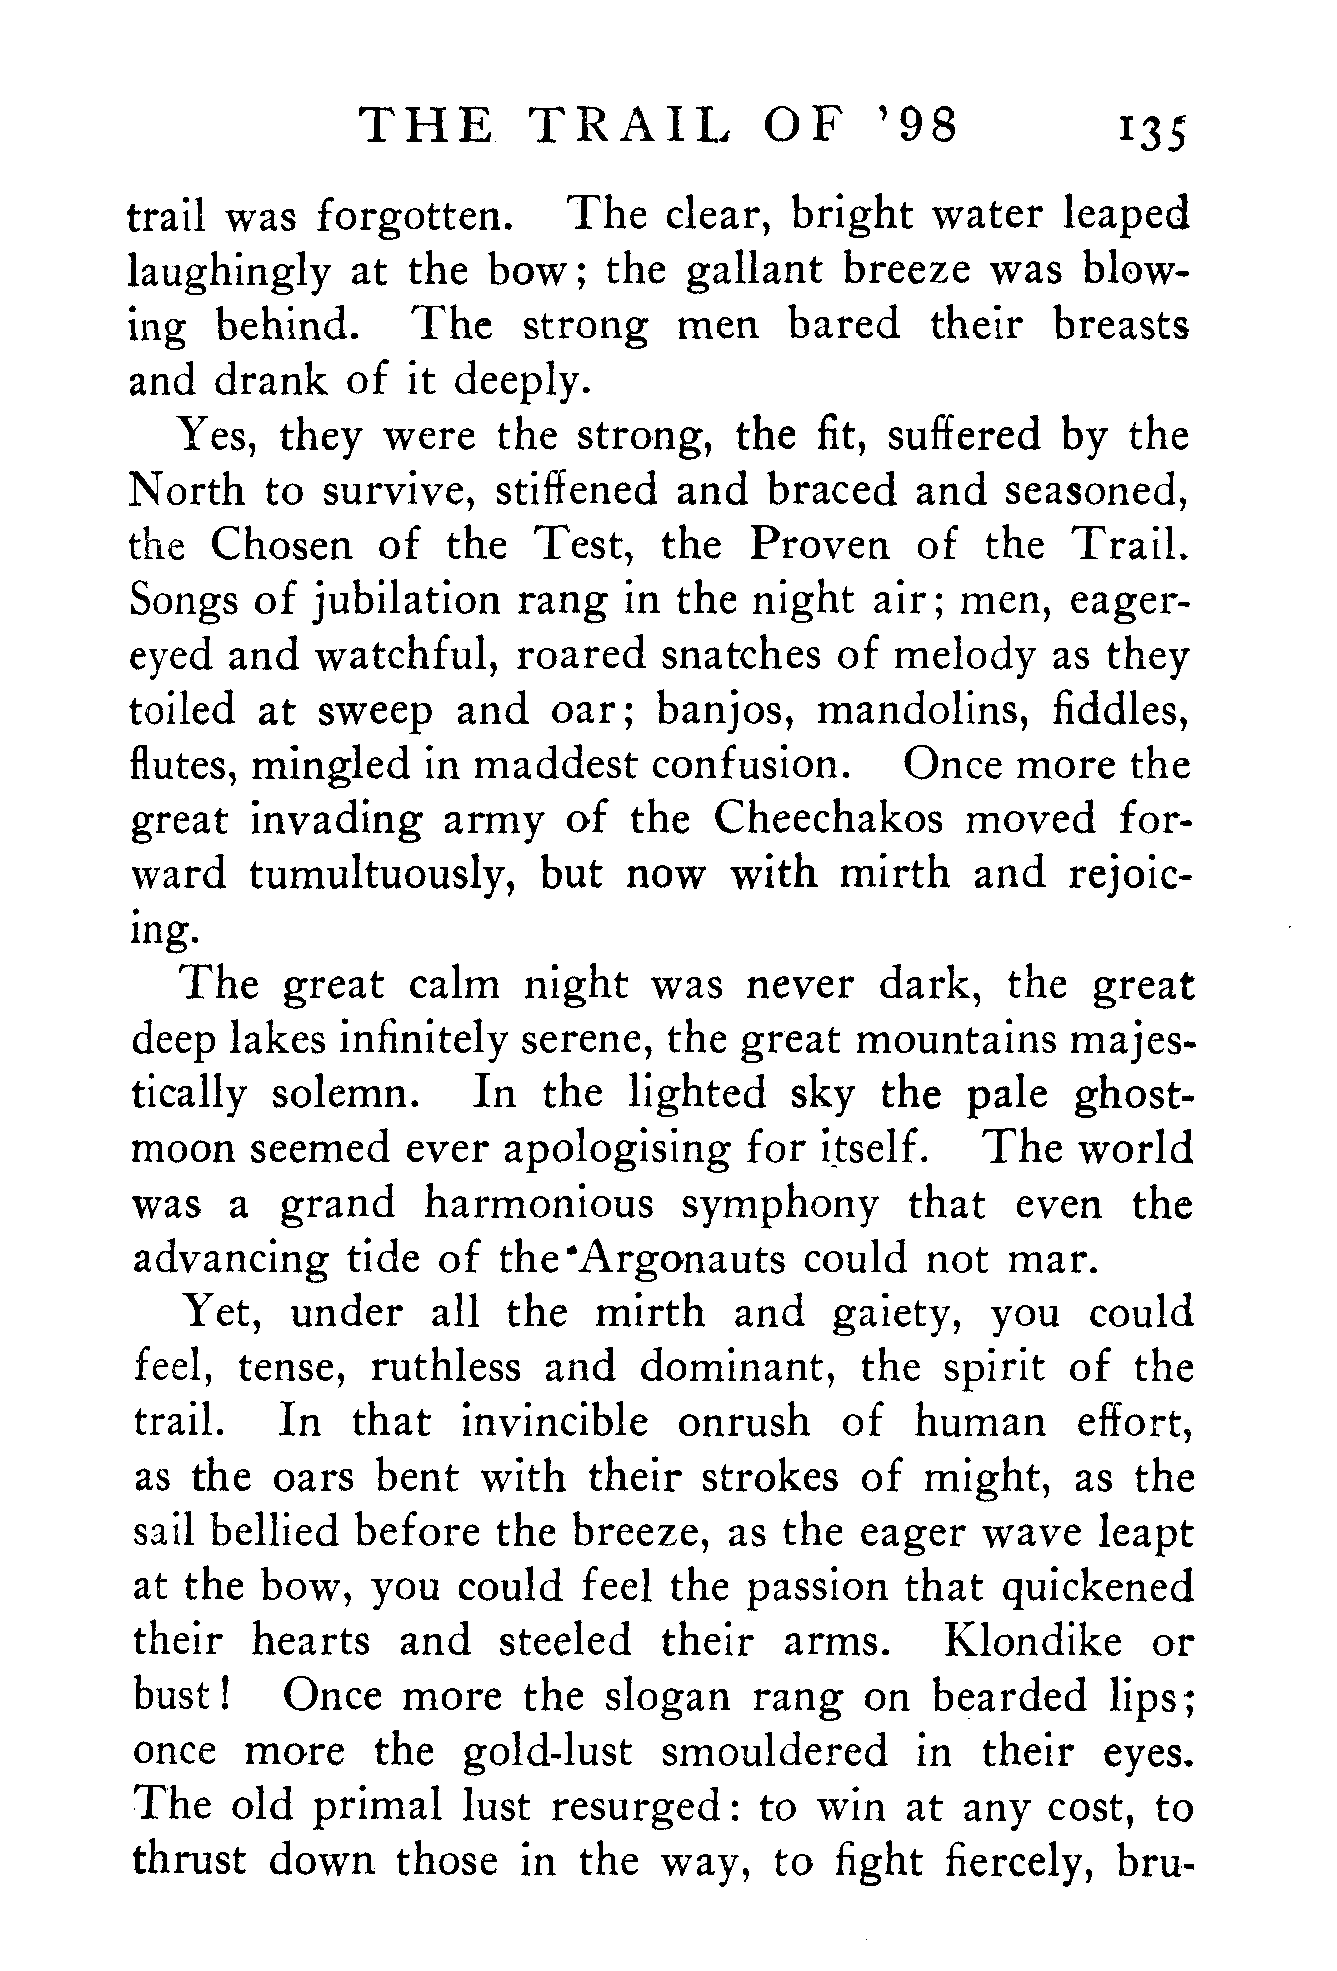 THE TRAIL OF '98 135
trail was forgotten. The clear, bright water leaped
laughingly at the bow; the gallant breeze was blow-
ing behind. The strong men bared their breasts
and drank of it deeply.
Yes, they were the strong, the fit, suffered by the
North to survive, stiffened and braced and seasoned,
the Chosen of the Test, the Proven of the Trail.
Songs of jubilation rang in the night air; men, eager-
eyed and watchful, roared snatches of melody as they
toiled at sweep and oar; banjos, mandolins, fiddles,
flutes, mingled in maddest confusion. Once more the
great invading army of the Cheechakos moved for-
ward tumultuously, but now with mirth and rejoic-
ing.
The great calm night was never dark, the great
deep lakes infinitely serene, the great mountains majes-
tically solemn. In the lighted sky the pale ghost-
moon seemed ever apologising for itself. The world
was a grand harmonious symphony that even the
advancing tide of the Argonauts could not mar.
Yet, under all the mirth and gaiety, you could
feel, tense, ruthless and dominant, the spirit of the
trail. In that invincible onrush of human effort,
as the oars bent with their strokes of might, as the
sail bellied before the breeze, as the eager wave leapt
at the bow, you could feel the passion that quickened
their hearts and steeled their arms. Klondike or
bust! Once more the slogan rang on bearded lips;
once more the gold-lust smouldered in their eyes.
The old primal lust resurged: to win at any cost, to
thrust down those in the way, to fight fiercely, bru-